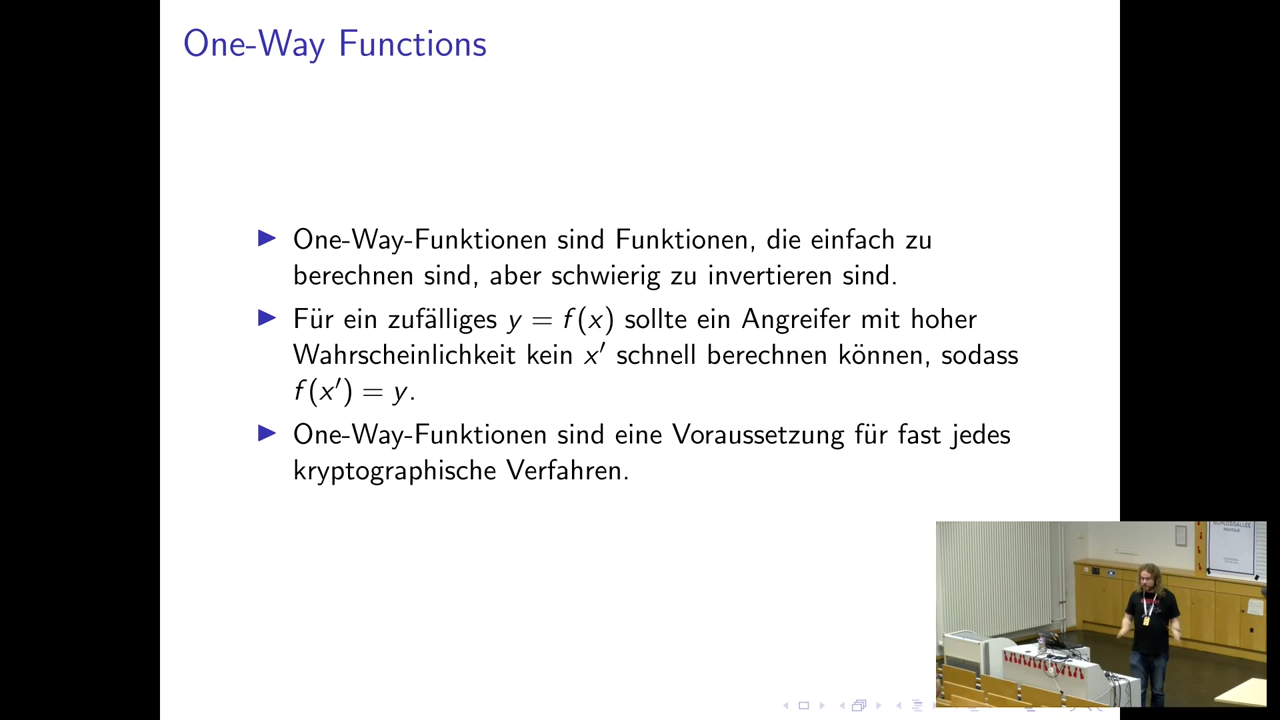 One-Way Functions
One-Way-Funktionen sind Funktionen, die einfach zu
berechnen sind, aber schwierig zu invertieren sind.
Für ein zufälliges y = f(x) sollte ein Angreifer mit hoher
Wahrscheinlichkeit kein x′ schnell berechnen können, sodass
f(x′) = y.
One-Way-Funktionen sind eine Voraussetzung für fast jedes
kryptographische Verfahren.
SCHLOSSALLEE